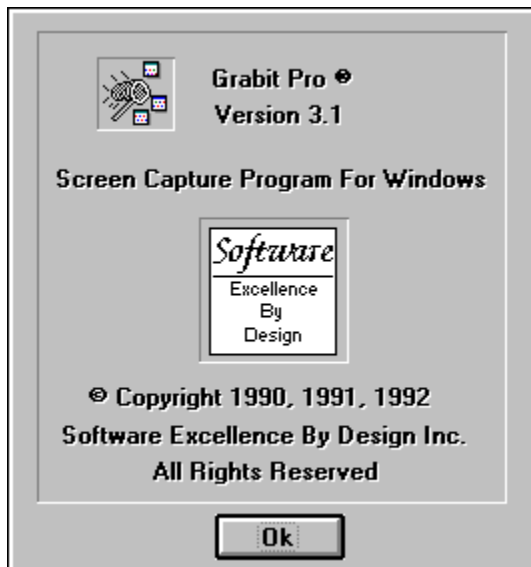 Grabit Pro ®
Version 3.1
Screen Capture Program For Windows
Software
Excellence
By
Design
© Copyright 1990, 1991, 1992
Software Excellence By Design Inc.
All Rights Reserved
Ok